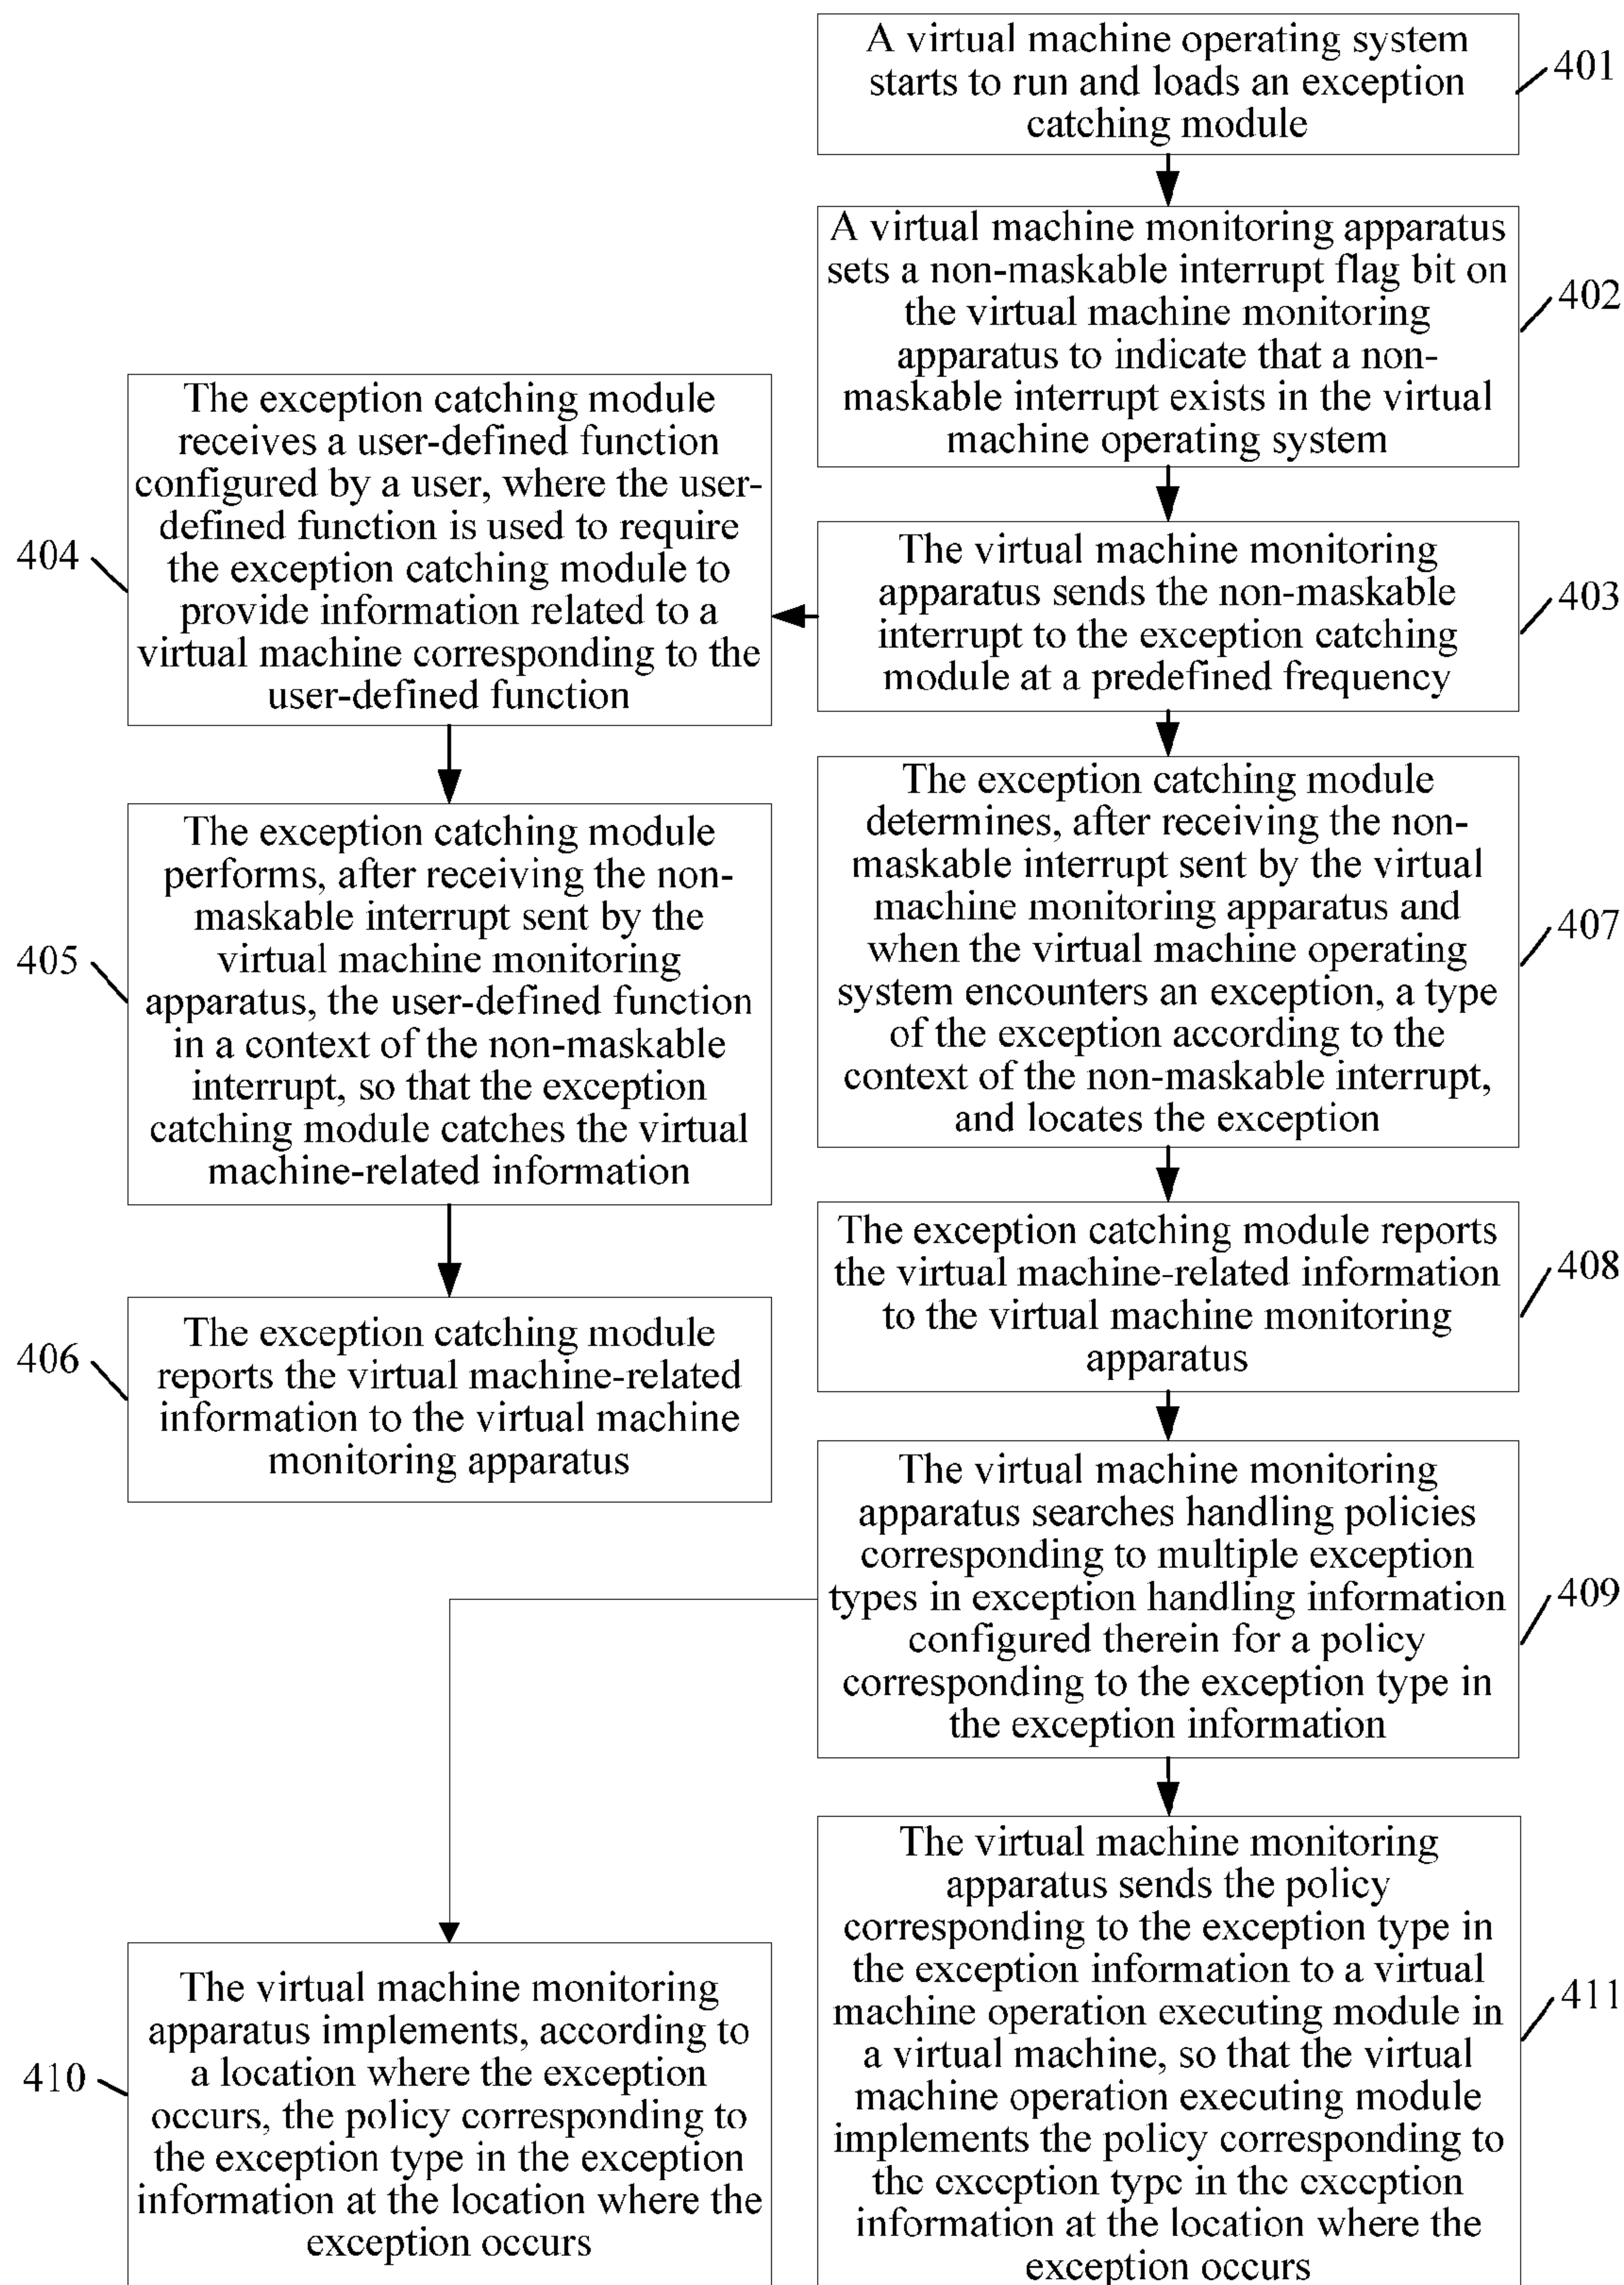 A virtual machine operating system
starts to run and loads an exception
catching module
401
A virtual machine monitoring apparatus
sets a non-maskable interrupt flag bit on
the virtual machine monitoring
apparatus to indicate that a non-
maskable interrupt exists in the virtual
machine operating system
402
The virtual machine monitoring
apparatus sends the non-maskable
interrupt to the exception catching
module at a predefined frequency
403
404
The exception catching module
receives a user-defined function
configured by a user, where the user-
defined function is used to require
the exception catching module to
provide information related to a
virtual machine corresponding to the
user-defined function
405
The exception catching module
performs, after receiving the non-
maskable interrupt sent by the
virtual machine monitoring
apparatus, the user-defined function
in a context of the non-maskable
interrupt, so that the exception
catching module catches the virtual
machine-related information
406
The exception catching module
reports the virtual machine-related
information to the virtual machine
monitoring apparatus
The exception catching module
determines, after receiving the non-
maskable interrupt sent by the virtual
machine monitoring apparatus and
when the virtual machine operating
system encounters an exception, a type
of the exception according to the
context of the non-maskable interrupt,
and locates the exception
407
The exception catching module reports
the virtual machine-related information
to the virtual machine monitoring
apparatus
408
The virtual machine monitoring
apparatus searches handling policies
corresponding to multiple exception
types in exception handling information
configured therein for a policy
corresponding to the exception type in
the exception information
409
410
The virtual machine monitoring
apparatus implements, according to
a location where the exception
occurs, the policy corresponding to
the exception type in the exception
information at the location where the
exception occurs
The virtual machine monitoring
apparatus sends the policy
corresponding to the exception type in
the exception information to a virtual
machine operation executing module in
a virtual machine, so that the virtual
machine operation executing module
implements the policy corresponding to
the exception type in the exception
information at the location where the
exception occurs
411